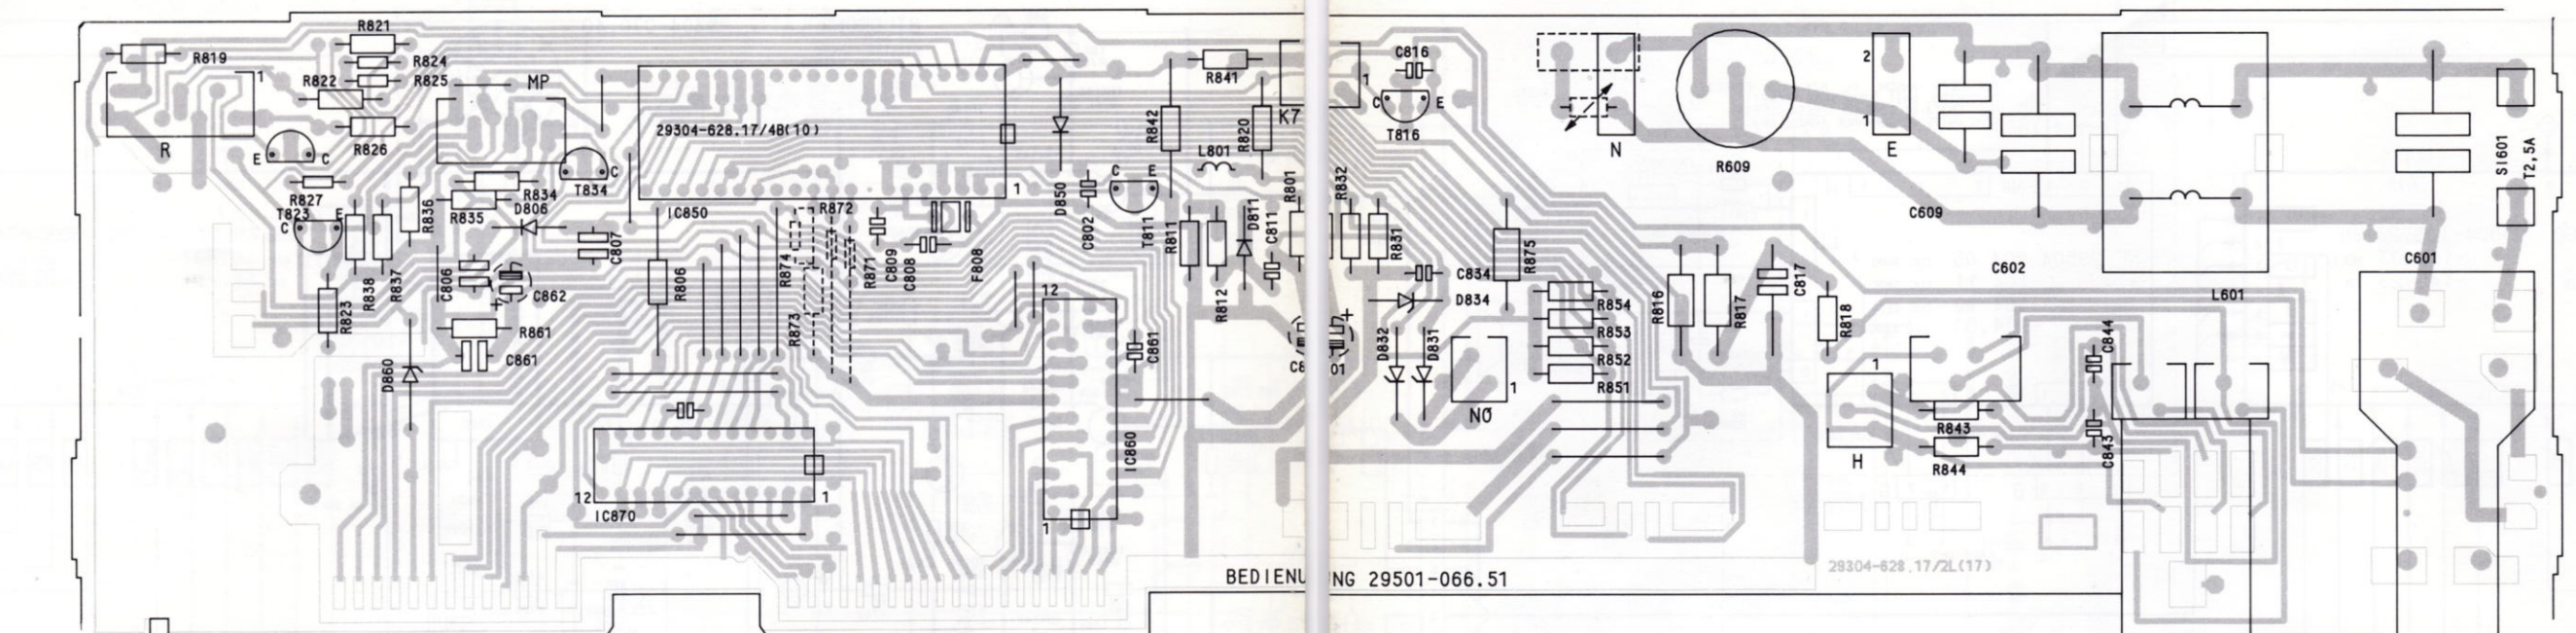 R821
R819
R824
R822
R825
MP
1
R826
R
E
C
R827
T823
E
C
R836
R834
R835
D806
T834
C
C807
R838
R837
C806
C862
+
R823
R861
C861
D860
29304-628.17/4B(10)
1
IC850
R872
R806
R874
R871
C809
C808
F808
R873
12
IC860
1
C861
12
1
IC870
R841
R842
R820
K7
1
L801
D850
C
E
C802
T811
R811
R812
D811
C811
R801
R832
R831
C816
C
E
T816
C834
D834
D832
D831
+
1
NØ
R875
R854
R853
R852
R851
N
R609
2
1
E
R816
R817
C817
R818
C609
C602
L601
C601
SI601
T2,5A
1
H
R843
R844
C844
C843
BEDIENUNG 29501-066.51
29304-628.17/2L(17)